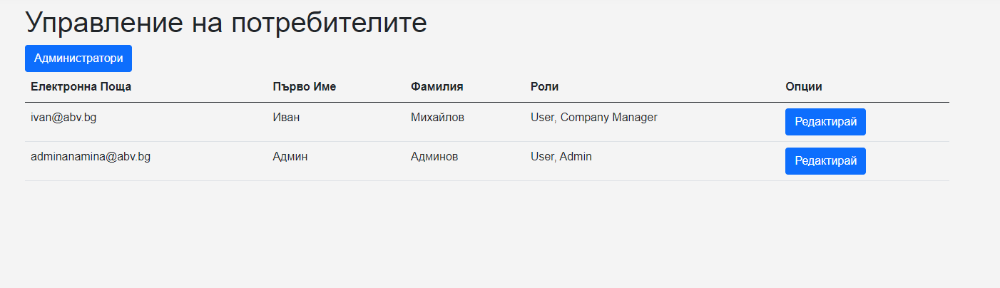 Управление на потребителите
Администратори
Електронна Поща Първо Име Фамилия Роли Опции
ivan@abv.bg Иван Михайлов User, Company Manager Редактирай
adminanamina@abv.bg Админ Админов User, Admin Редактирай